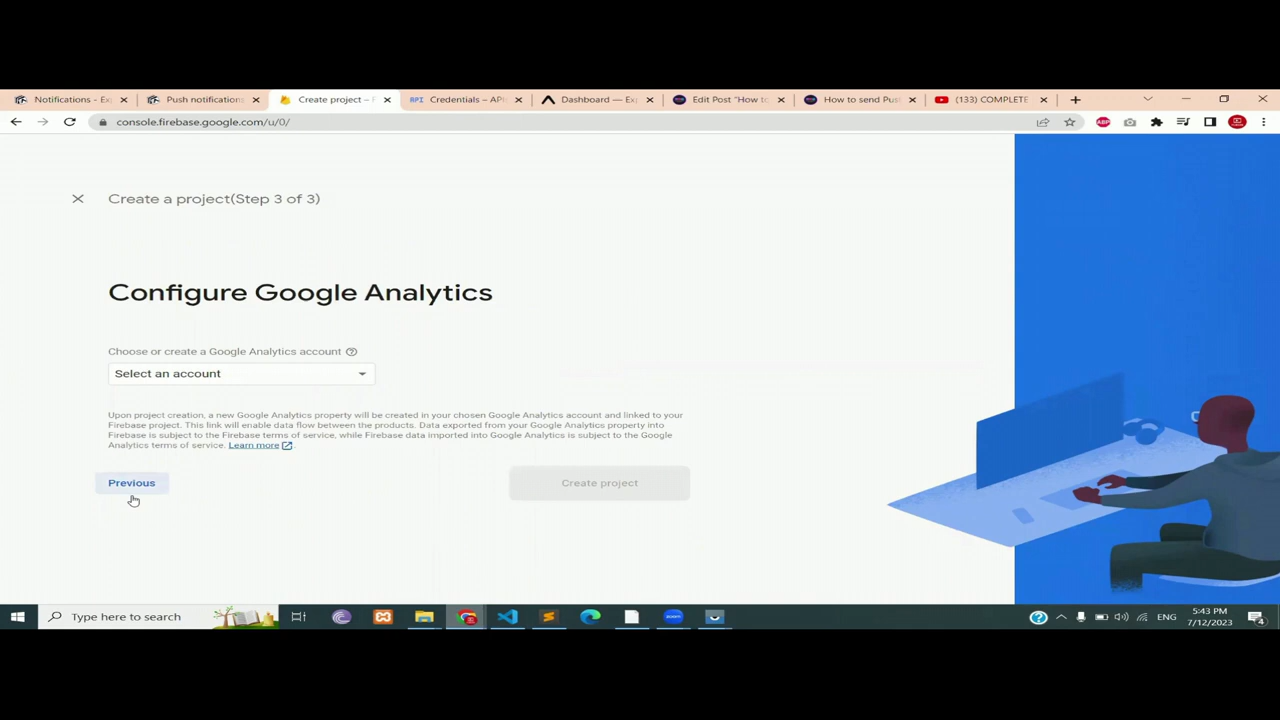 Notifications - Ex
Push notifications
Create project – F
API Credentials – API
Dashboard — Exp
Edit Post "How to
How to send Pus
(133) COMPLETE
console.firebase.google.com/u/0/
ABP
Create a project(Step 3 of 3)
Configure Google Analytics
Choose or create a Google Analytics account
Select an account
Upon project creation, a new Google Analytics property will be created in your chosen Google Analytics account and linked to your
Firebase project. This link will enable data flow between the products. Data exported from your Google Analytics property into
Firebase is subject to the Firebase terms of service, while Firebase data imported into Google Analytics is subject to the Google
Analytics terms of service. Learn more
Previous
Create project
Type here to search
zoom
ENG
5:43 PM
7/12/2023
4